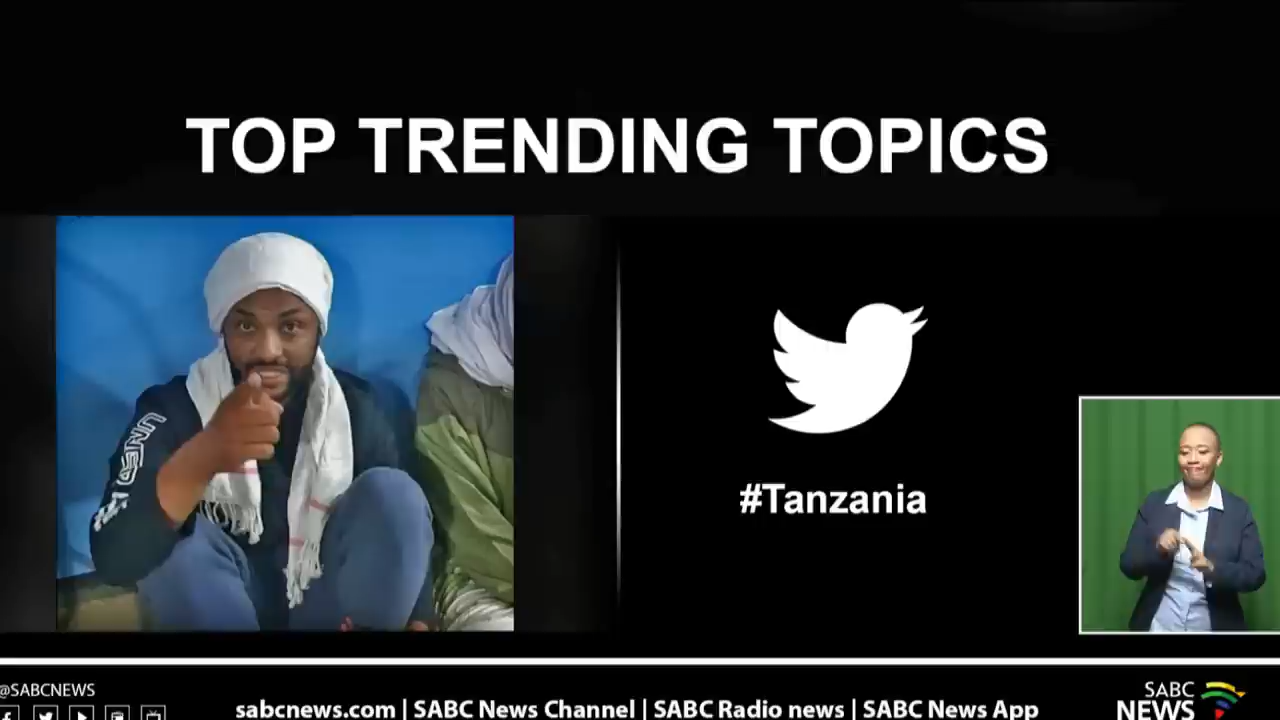 TOP TRENDING TOPICS
#Tanzania
@SABCNEWS
sabcnews.com | SABC News Channel | SABC Radio news | SABC News App
SABC
NEWS